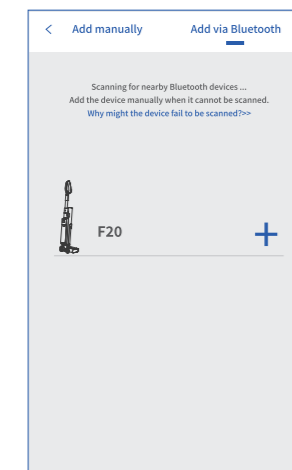 < Add manually Add via Bluetooth
Scanning for nearby Bluetooth devices ...
Add the device manually when it cannot be scanned.
Why might the device fail to be scanned?>>
F20 +